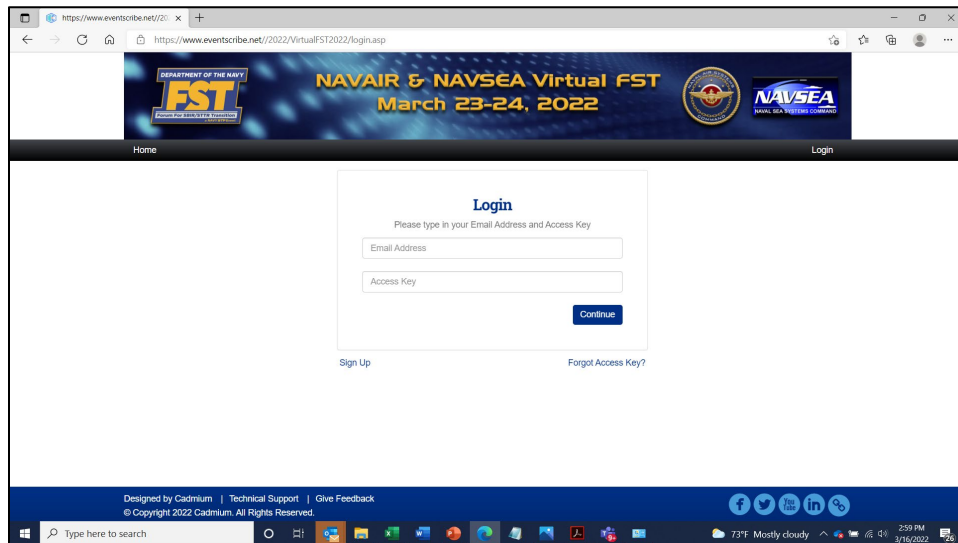 https://www.eventscribe.net//20
https://www.eventscribe.net//2022/VirtualFST2022/login.asp
DEPARTMENT OF THE NAVY
FST
Forum For SBIR/STTR Transition
NAVAIR & NAVSEA Virtual FST
March 23-24, 2022
NAVSEA
NAVAL SEA SYSTEMS COMMAND
Home
Login
Login
Please type in your Email Address and Access Key
Email Address
Access Key
Continue
Sign Up
Forgot Access Key?
Designed by Cadmium | Technical Support | Give Feedback
© Copyright 2022 Cadmium. All Rights Reserved.
You Tube
Type here to search
73°F Mostly cloudy
2:59 PM
3/16/2022
26